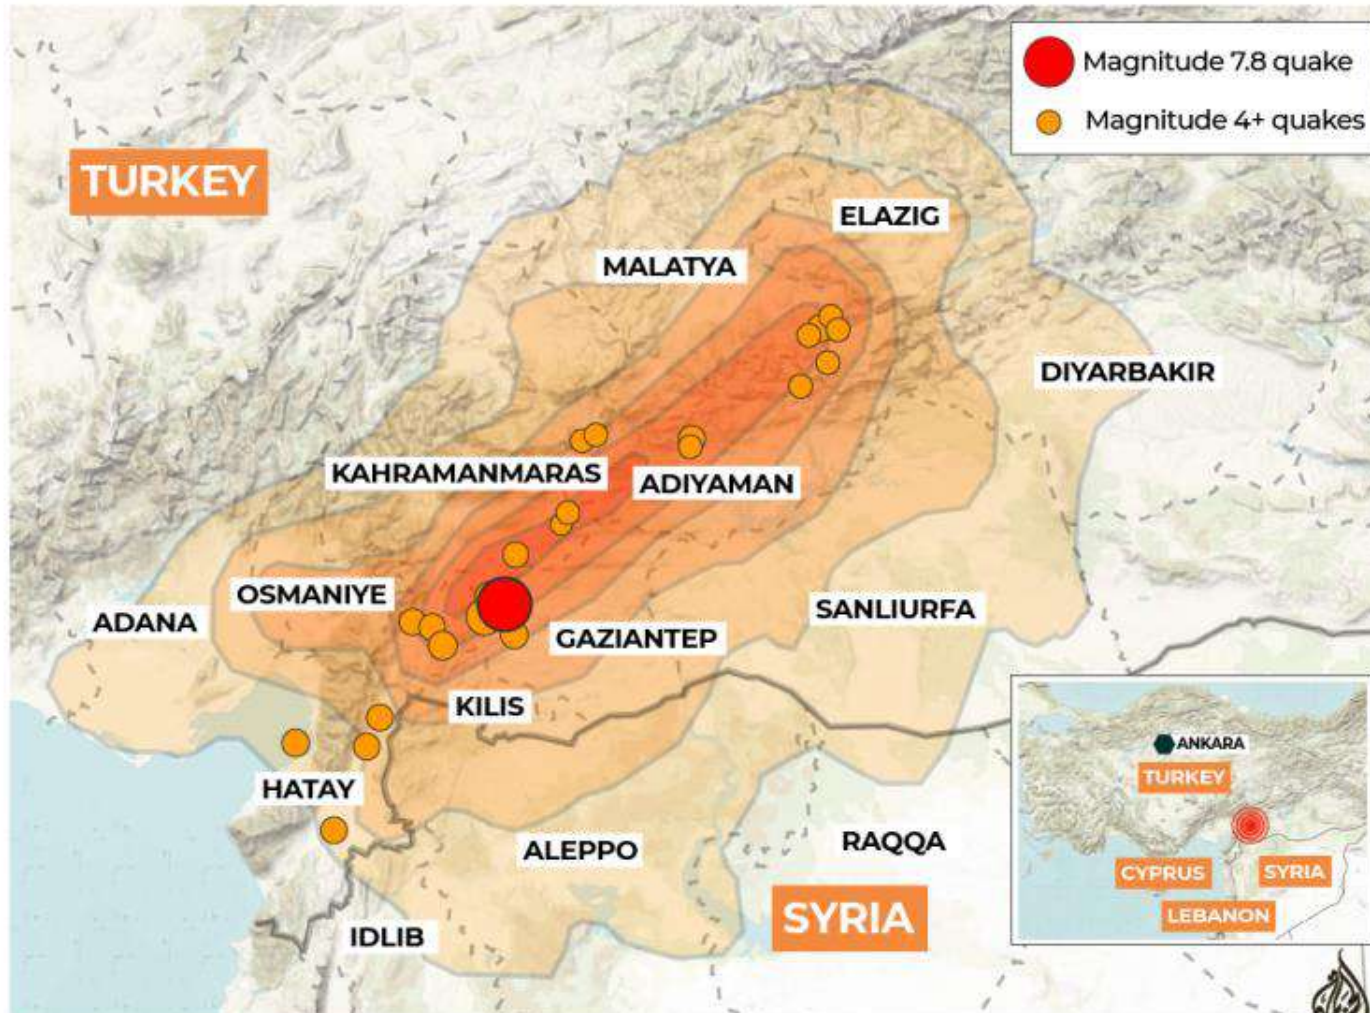 Magnitude 7.8 quake
Magnitude 4+ quakes
TURKEY
ELAZIG
MALATYA
DIYARBAKIR
KAHRAMANMARAS
ADIYAMAN
OSMANIYE
ADANA
SANLIURFA
GAZIANTEP
KILIS
HATAY
ALEPPO
RAQQA
SYRIA
IDLIB
ANKARA
TURKEY
CYPRUS
SYRIA
LEBANON